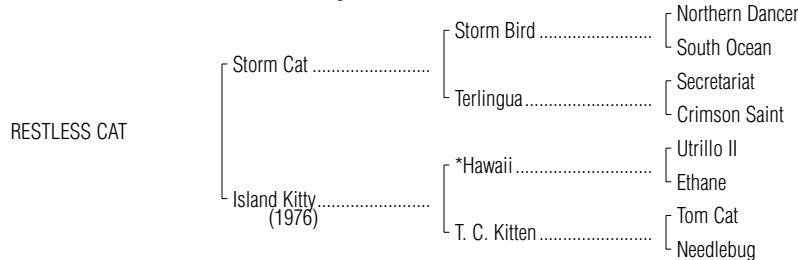 Northern Dancer
Storm Bird
South Ocean
Storm Cat
Secretariat
Terlingua
Crimson Saint
RESTLESS CAT
Utrillo II
*Hawaii
Ethane
Island Kitty
(1976)
Tom Cat
T. C. Kitten
Needlebug